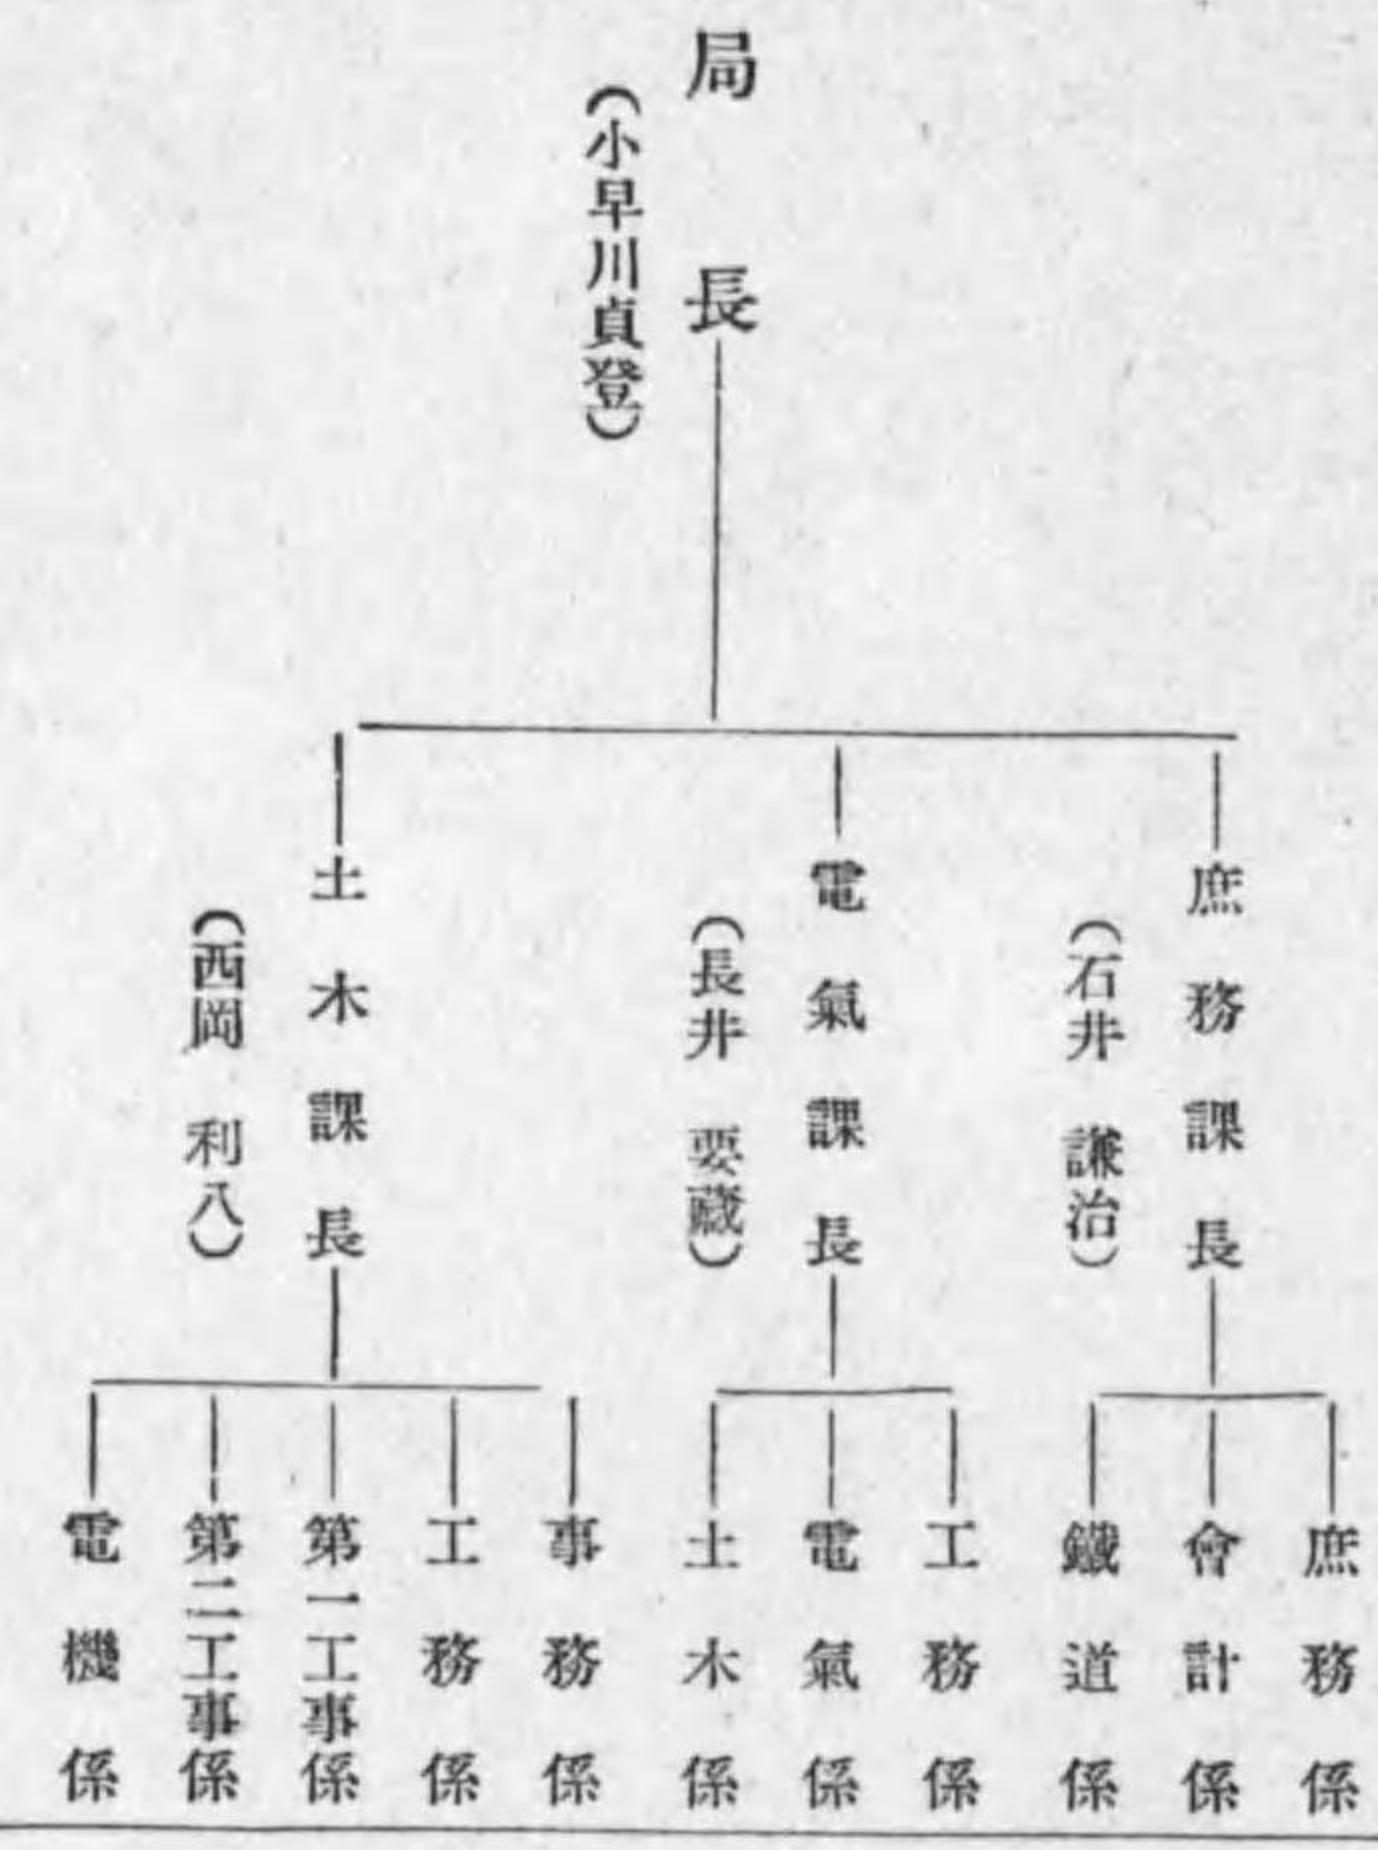 局長
(小早川貞登)
庶務課長
(石井 謙治)
電氣課長
(長井 要藏)
土木課長
(西岡 利八)
庶務係
會計係
鐵道係
工務係
電氣係
土木係
事務係
工務係
第一工事係
第二工事係
電機係